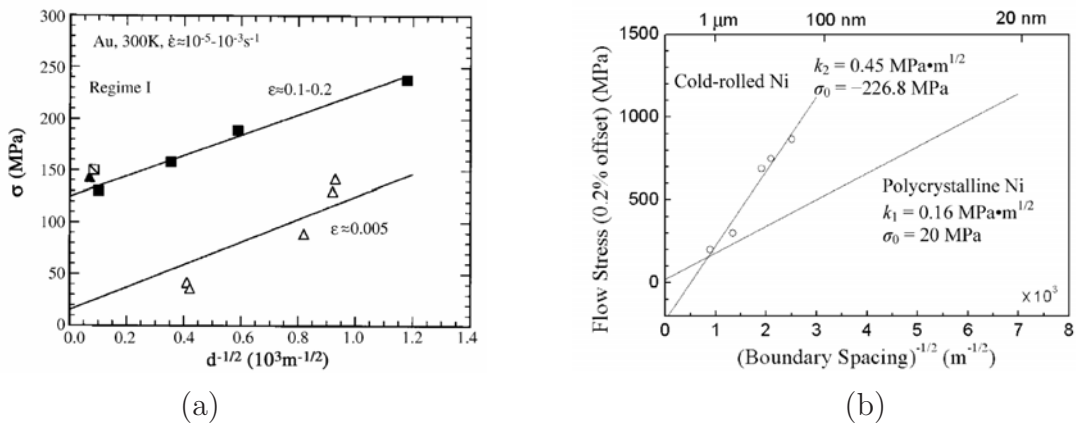 Au, 300K, ε̇≈10⁻⁵-10⁻³s⁻¹
Regime I
ε≈0.1-0.2
ε≈0.005
300
250
200
150
100
50
0
σ (MPa)
0.0 0.2 0.4 0.6 0.8 1.0 1.2 1.4
d⁻¹/² (10³m⁻¹/²)
(a)
1 μm 100 nm 20 nm
Cold-rolled Ni
k₂ = 0.45 MPa•m¹/²
σ₀ = −226.8 MPa
Polycrystalline Ni
k₁ = 0.16 MPa•m¹/²
σ₀ = 20 MPa
×10³
1500
1000
500
0
Flow Stress (0.2% offset) (MPa)
0 1 2 3 4 5 6 7 8
(Boundary Spacing)⁻¹/² (m⁻¹/²)
(b)